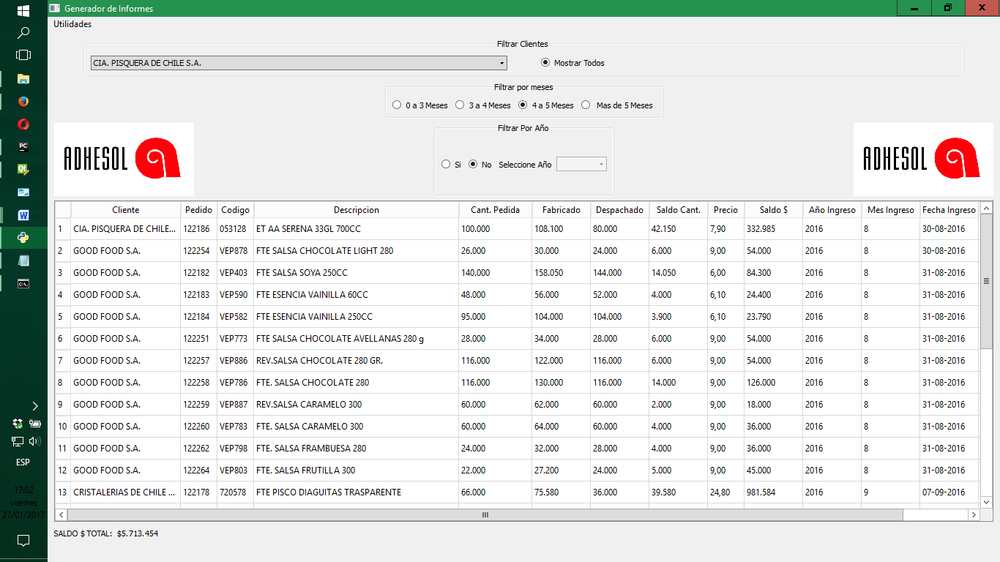 Generador de Informes
Utilidades
Filtrar Clientes
CIA. PISQUERA DE CHILE S.A. Mostrar Todos
Filtrar por meses
0 a 3 Meses 3 a 4 Meses 4 a 5 Meses Mas de 5 Meses
Filtrar Por Año
ADHESOL Si No Seleccione Año ADHESOL
Cliente Pedido Codigo Descripcion Cant. Pedida Fabricado Despachado Saldo Cant. Precio Saldo $ Año Ingreso Mes Ingreso Fecha Ingreso
1 CIA. PISQUERA DE CHILE... 122186 053128 ET AA SERENA 33GL 700CC 100.000 108.100 80.000 42.150 7,90 332.985 2016 8 30-08-2016
2 GOOD FOOD S.A. 122254 VEP878 FTE SALSA CHOCOLATE LIGHT 280 26.000 30.000 24.000 6.000 9,00 54.000 2016 8 30-08-2016
3 GOOD FOOD S.A. 122182 VEP403 FTE SALSA SOYA 250CC 140.000 158.050 144.000 14.050 6,00 84.300 2016 8 31-08-2016
4 GOOD FOOD S.A. 122183 VEP590 FTE ESENCIA VAINILLA 60CC 48.000 56.000 52.000 4.000 6,10 24.400 2016 8 31-08-2016
5 GOOD FOOD S.A. 122184 VEP582 FTE ESENCIA VAINILLA 250CC 95.000 104.000 104.000 3.900 6,10 23.790 2016 8 31-08-2016
6 GOOD FOOD S.A. 122251 VEP773 FTE SALSA CHOCOLATE AVELLANAS 280 g 28.000 34.000 28.000 6.000 9,00 54.000 2016 8 31-08-2016
7 GOOD FOOD S.A. 122257 VEP886 REV.SALSA CHOCOLATE 280 GR. 116.000 122.000 116.000 6.000 9,00 54.000 2016 8 31-08-2016
8 GOOD FOOD S.A. 122258 VEP786 FTE. SALSA CHOCOLATE 280 116.000 130.000 116.000 14.000 9,00 126.000 2016 8 31-08-2016
9 GOOD FOOD S.A. 122259 VEP887 REV.SALSA CARAMELO 300 60.000 62.000 60.000 2.000 9,00 18.000 2016 8 31-08-2016
10 GOOD FOOD S.A. 122260 VEP783 FTE. SALSA CARAMELO 300 60.000 64.000 60.000 4.000 9,00 36.000 2016 8 31-08-2016
11 GOOD FOOD S.A. 122262 VEP798 FTE. SALSA FRAMBUESA 280 24.000 32.000 28.000 4.000 9,00 36.000 2016 8 31-08-2016
12 GOOD FOOD S.A. 122264 VEP803 FTE. SALSA FRUTILLA 300 22.000 27.200 24.000 5.000 9,00 45.000 2016 8 31-08-2016
13 CRISTALERIAS DE CHILE ... 122178 720578 FTE PISCO DIAGUITAS TRASPARENTE 66.000 75.580 36.000 39.580 24,80 981.584 2016 9 07-09-2016
SALDO $ TOTAL: $5.713.454
PC
Qt
W
C:\.
ESP
17:02
viernes
27/01/2017